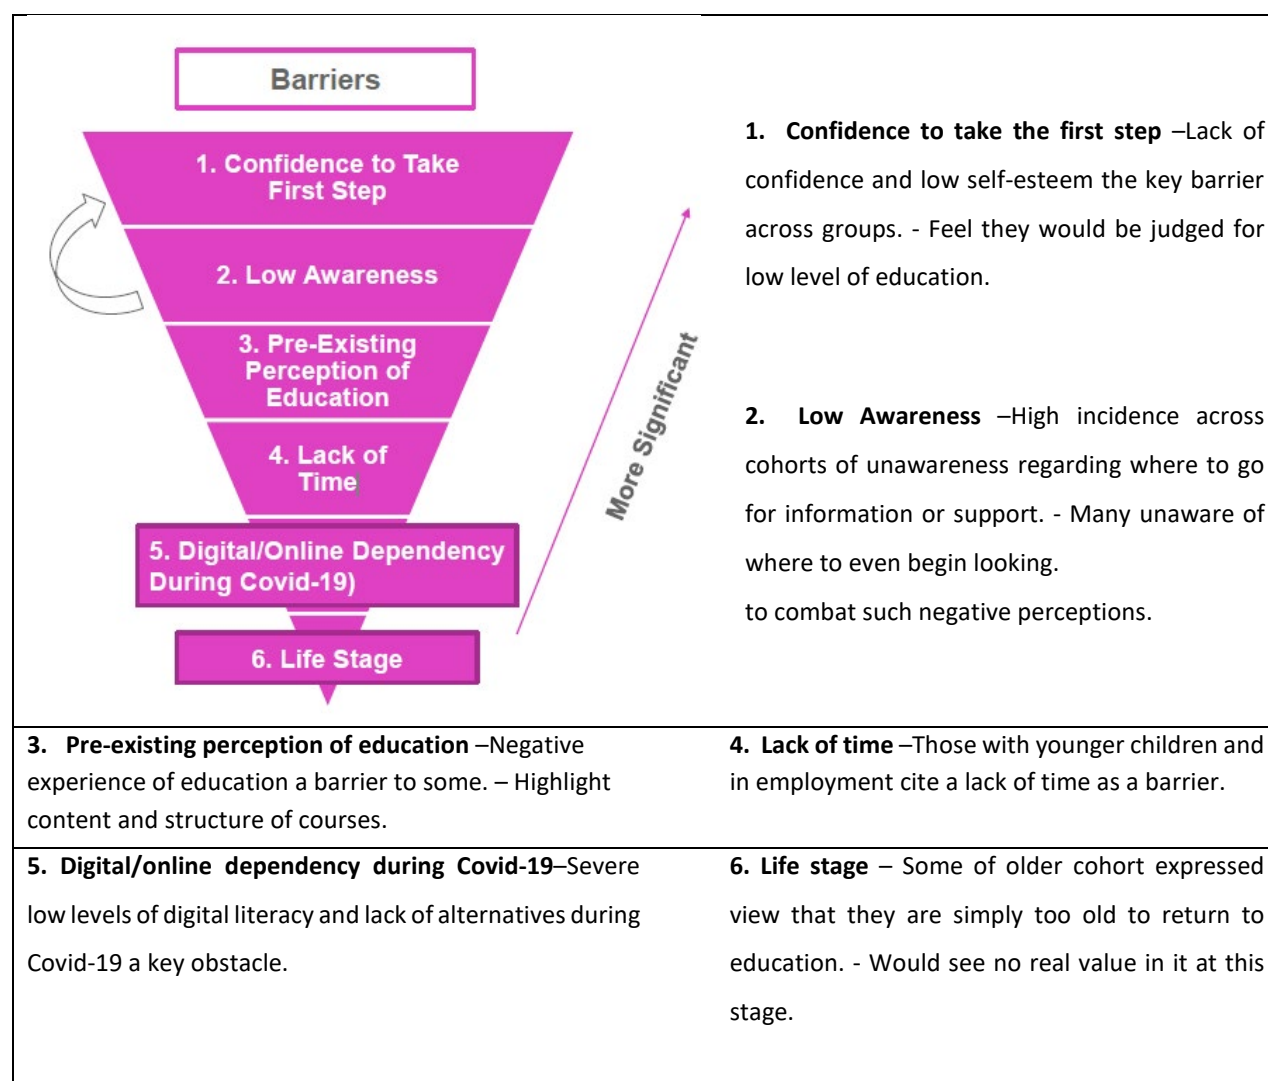 Barriers
1. Confidence to Take
First Step
2. Low Awareness
3. Pre-Existing
Perception of
Education
4. Lack of
Time
5. Digital/Online Dependency
During Covid-19)
6. Life Stage
More Significant
1. Confidence to take the first step –Lack of
confidence and low self-esteem the key barrier
across groups. - Feel they would be judged for
low level of education.
2. Low Awareness –High incidence across
cohorts of unawareness regarding where to go
for information or support. - Many unaware of
where to even begin looking.
to combat such negative perceptions.
3. Pre-existing perception of education –Negative
experience of education a barrier to some. – Highlight
content and structure of courses.
4. Lack of time –Those with younger children and
in employment cite a lack of time as a barrier.
5. Digital/online dependency during Covid-19–Severe
low levels of digital literacy and lack of alternatives during
Covid-19 a key obstacle.
6. Life stage – Some of older cohort expressed
view that they are simply too old to return to
education. - Would see no real value in it at this
stage.